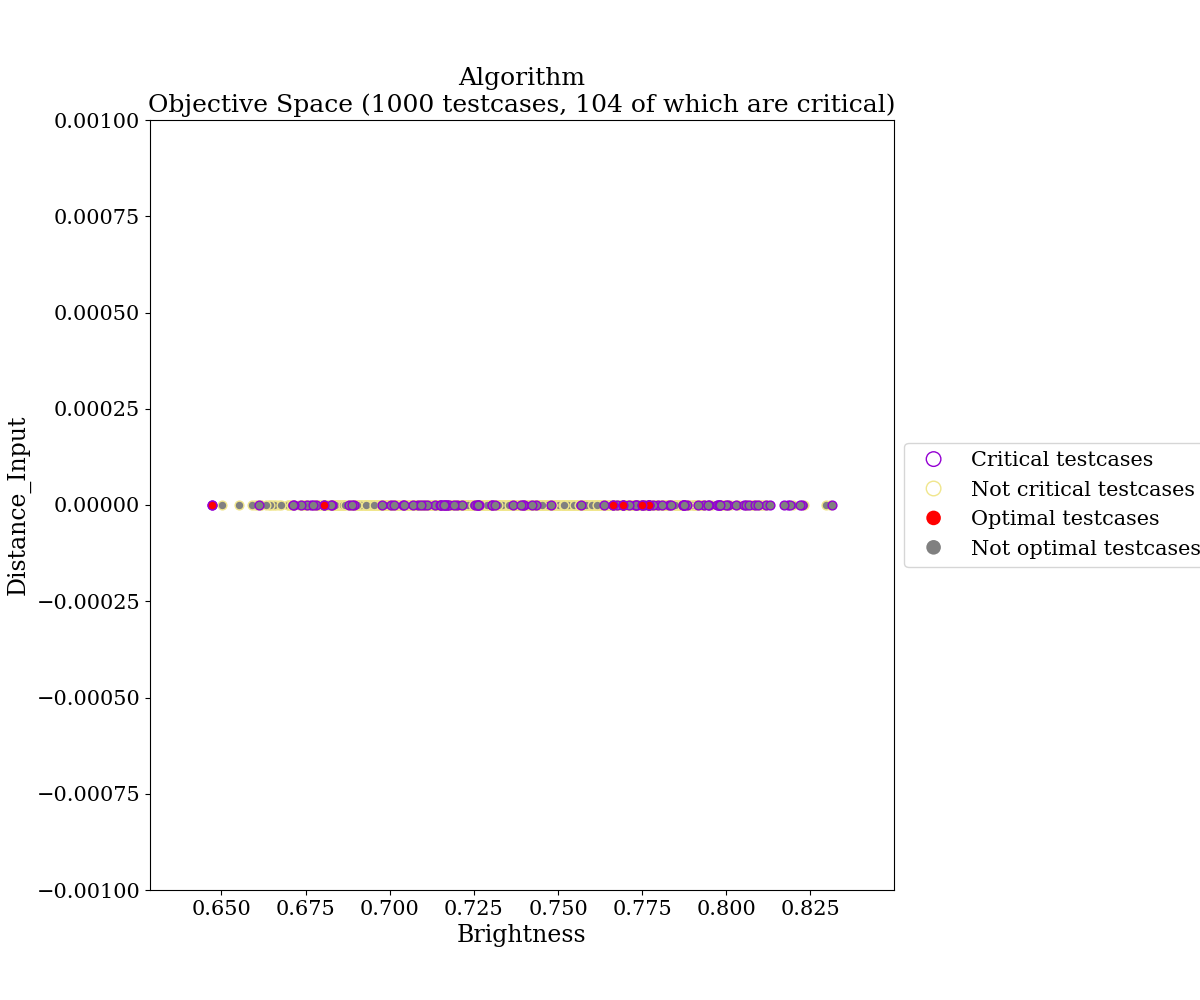 Algorithm
Objective Space (1000 testcases, 104 of which are critical)
0.00100
0.00075
0.00050
0.00025
0.00000
−0.00025
−0.00050
−0.00075
−0.00100
Distance_Input
0.650 0.675 0.700 0.725 0.750 0.775 0.800 0.825
Brightness
Critical testcases
Not critical testcases
Optimal testcases
Not optimal testcases